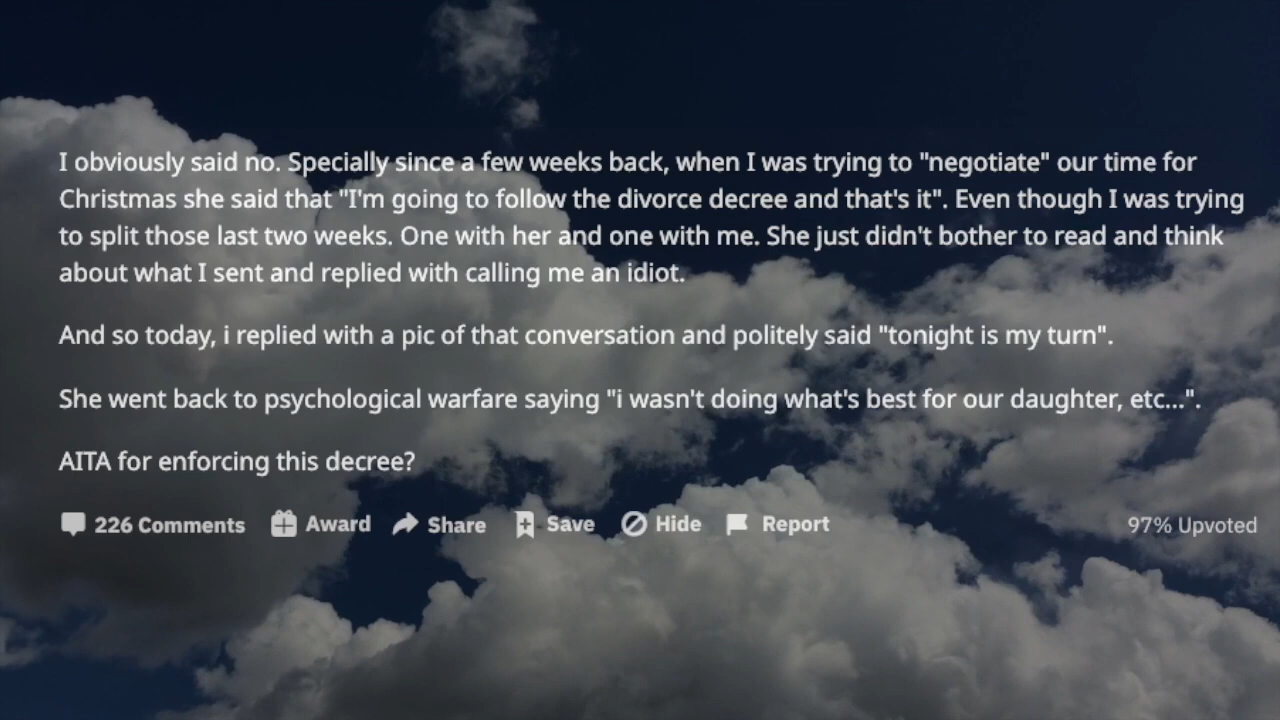 I obviously said no. Specially since a few weeks back, when I was trying to "negotiate" our time for
Christmas she said that "I'm going to follow the divorce decree and that's it". Even though I was trying
to split those last two weeks. One with her and one with me. She just didn't bother to read and think
about what I sent and replied with calling me an idiot.
And so today, i replied with a pic of that conversation and politely said "tonight is my turn".
She went back to psychological warfare saying "i wasn't doing what's best for our daughter, etc...".
AITA for enforcing this decree?
226 Comments Award Share Save Hide Report 97% Upvoted